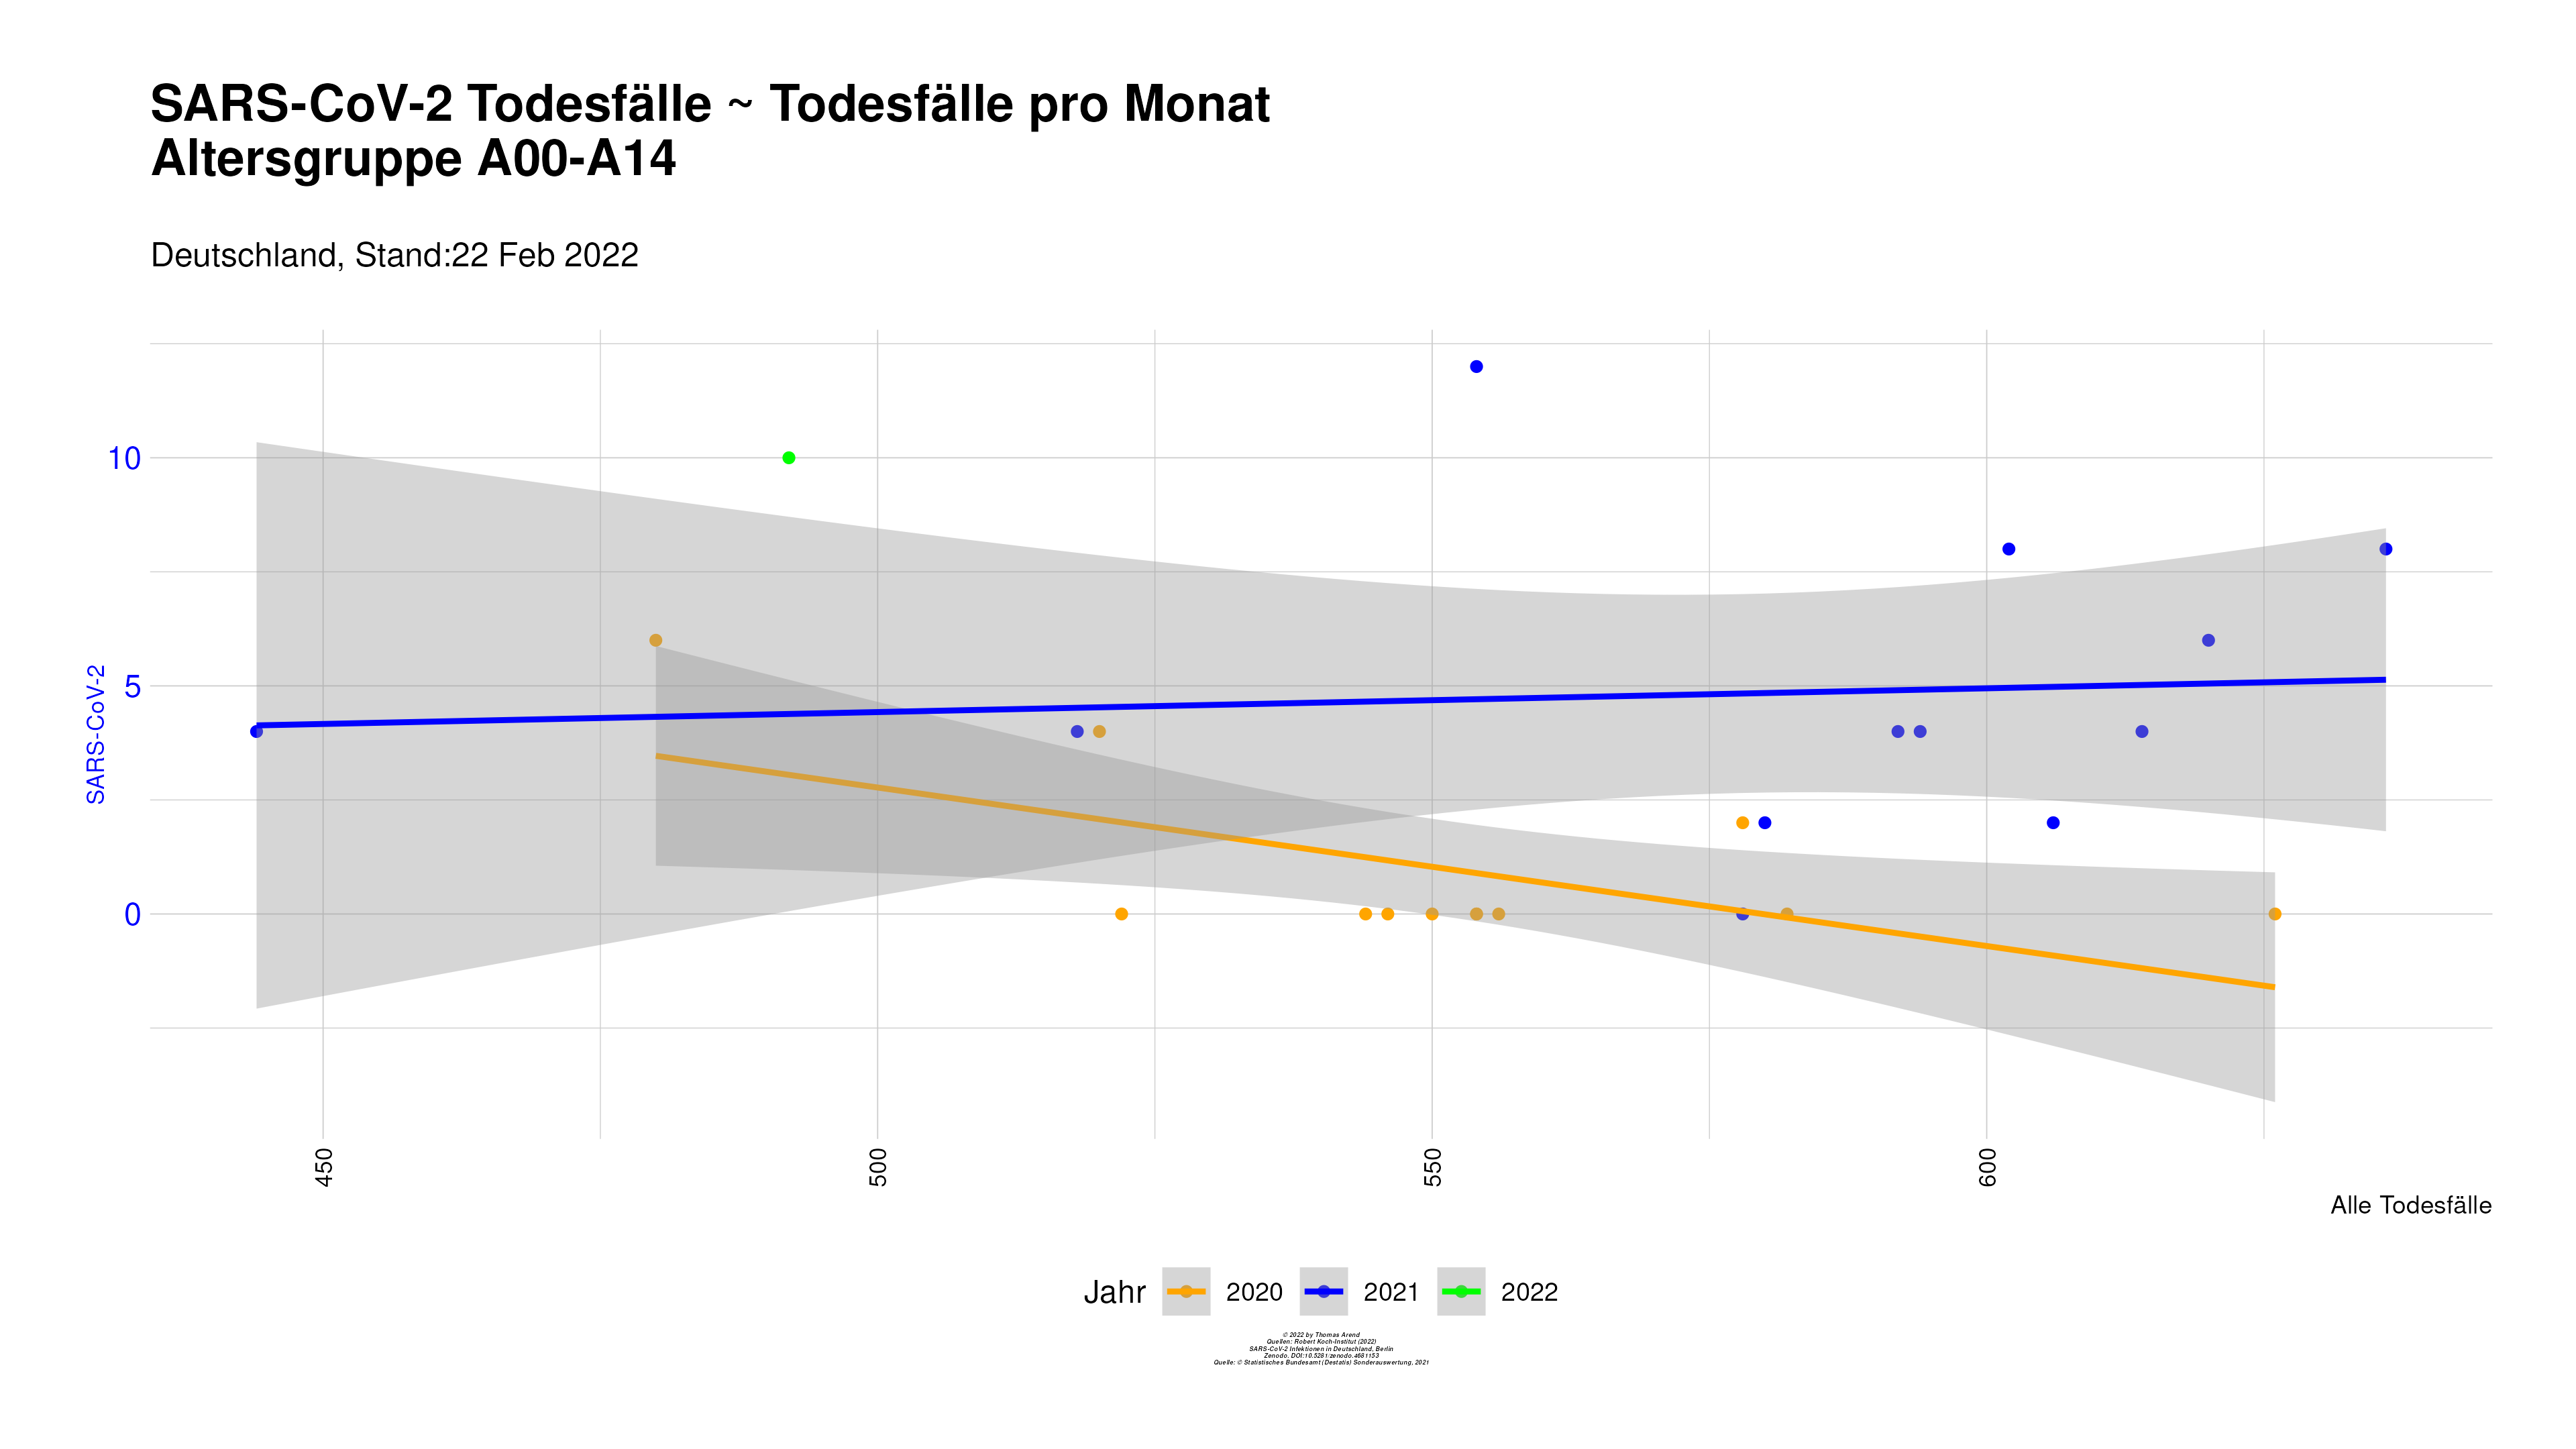 SARS-CoV-2 Todesfälle ~ Todesfälle pro Monat
Altersgruppe A00-A14
Deutschland, Stand:22 Feb 2022
10
5
0
SARS-CoV-2
450
500
550
600
Alle Todesfälle
Jahr 2020 2021 2022
© 2022 by Thomas Arend
Quellen: Robert Koch-Institut (2022)
SARS-CoV-2 Infektionen in Deutschland, Berlin
Zenodo. DOI:10.5281/zenodo.4681153
Quelle: © Statistisches Bundesamt (Destatis) Sonderauswertung, 2021